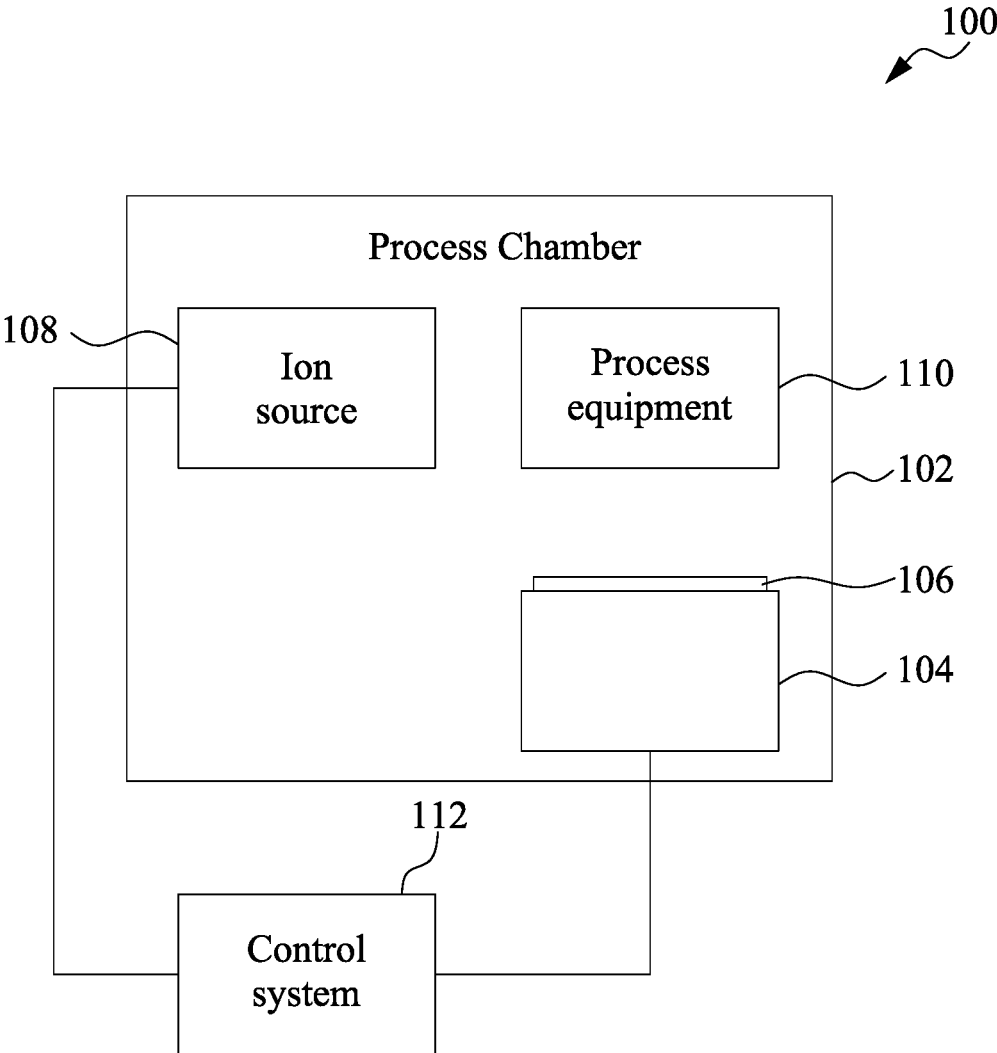 100
Process Chamber
108
Ion
source
Process
equipment
110
102
106
104
112
Control
system